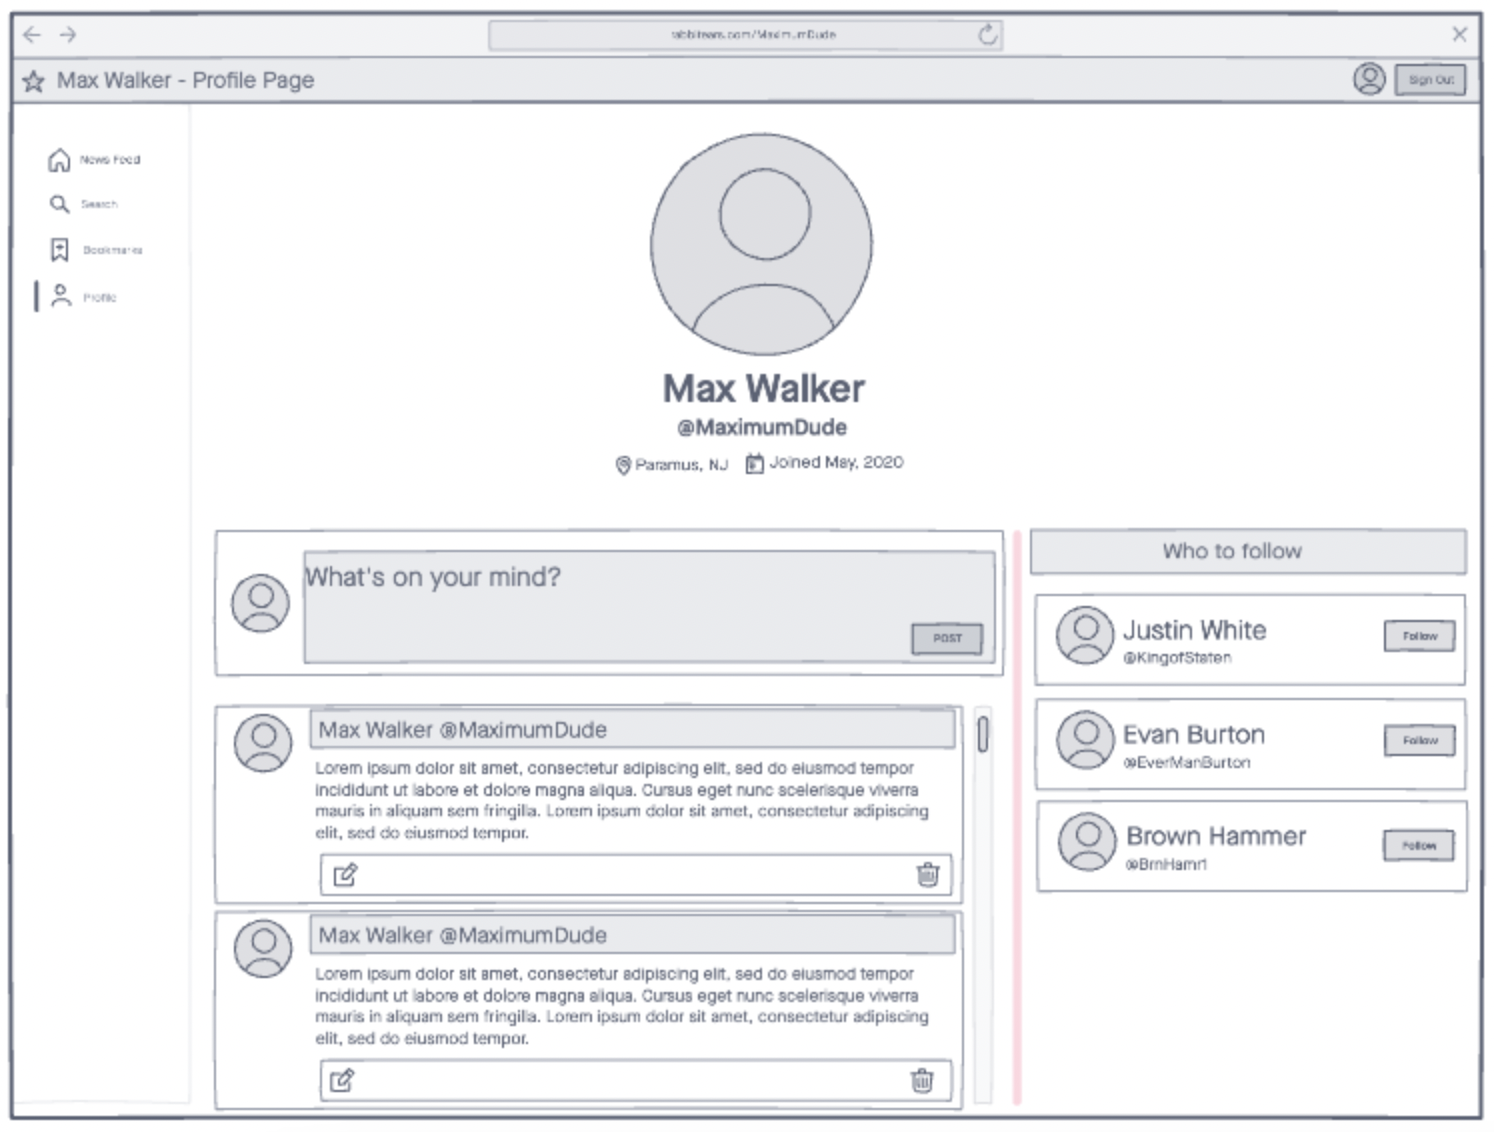 rabbitears.com/MaximumDude
Max Walker - Profile Page
Sign Out
News Feed
Search
Bookmarks
Profile
Max Walker
@MaximumDude
Paramus, NJ Joined May, 2020
What's on your mind?
POST
Max Walker @MaximumDude
Lorem ipsum dolor sit amet, consectetur adipiscing elit, sed do eiusmod tempor
incididunt ut labore et dolore magna aliqua. Cursus eget nunc scelerisque viverra
mauris in aliquam sem fringilla. Lorem ipsum dolor sit amet, consectetur adipiscing
elit, sed do eiusmod tempor.
Max Walker @MaximumDude
Lorem ipsum dolor sit amet, consectetur adipiscing elit, sed do eiusmod tempor
incididunt ut labore et dolore magna aliqua. Cursus eget nunc scelerisque viverra
mauris in aliquam sem fringilla. Lorem ipsum dolor sit amet, consectetur adipiscing
elit, sed do eiusmod tempor.
Who to follow
Justin White
@KingofStaten
Follow
Evan Burton
@EverManBurton
Follow
Brown Hammer
Follow